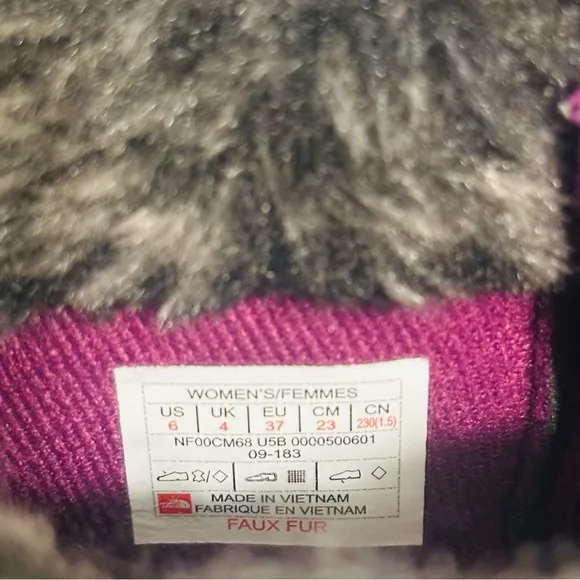 WOMEN'S/FEMMES
US UK EU CM CN
6 4 37 23 230(1.5)
NF00CM68 U5B 0000500601
09-183
MADE IN VIETNAM
FABRIQUE EN VIETNAM
FAUX FUR